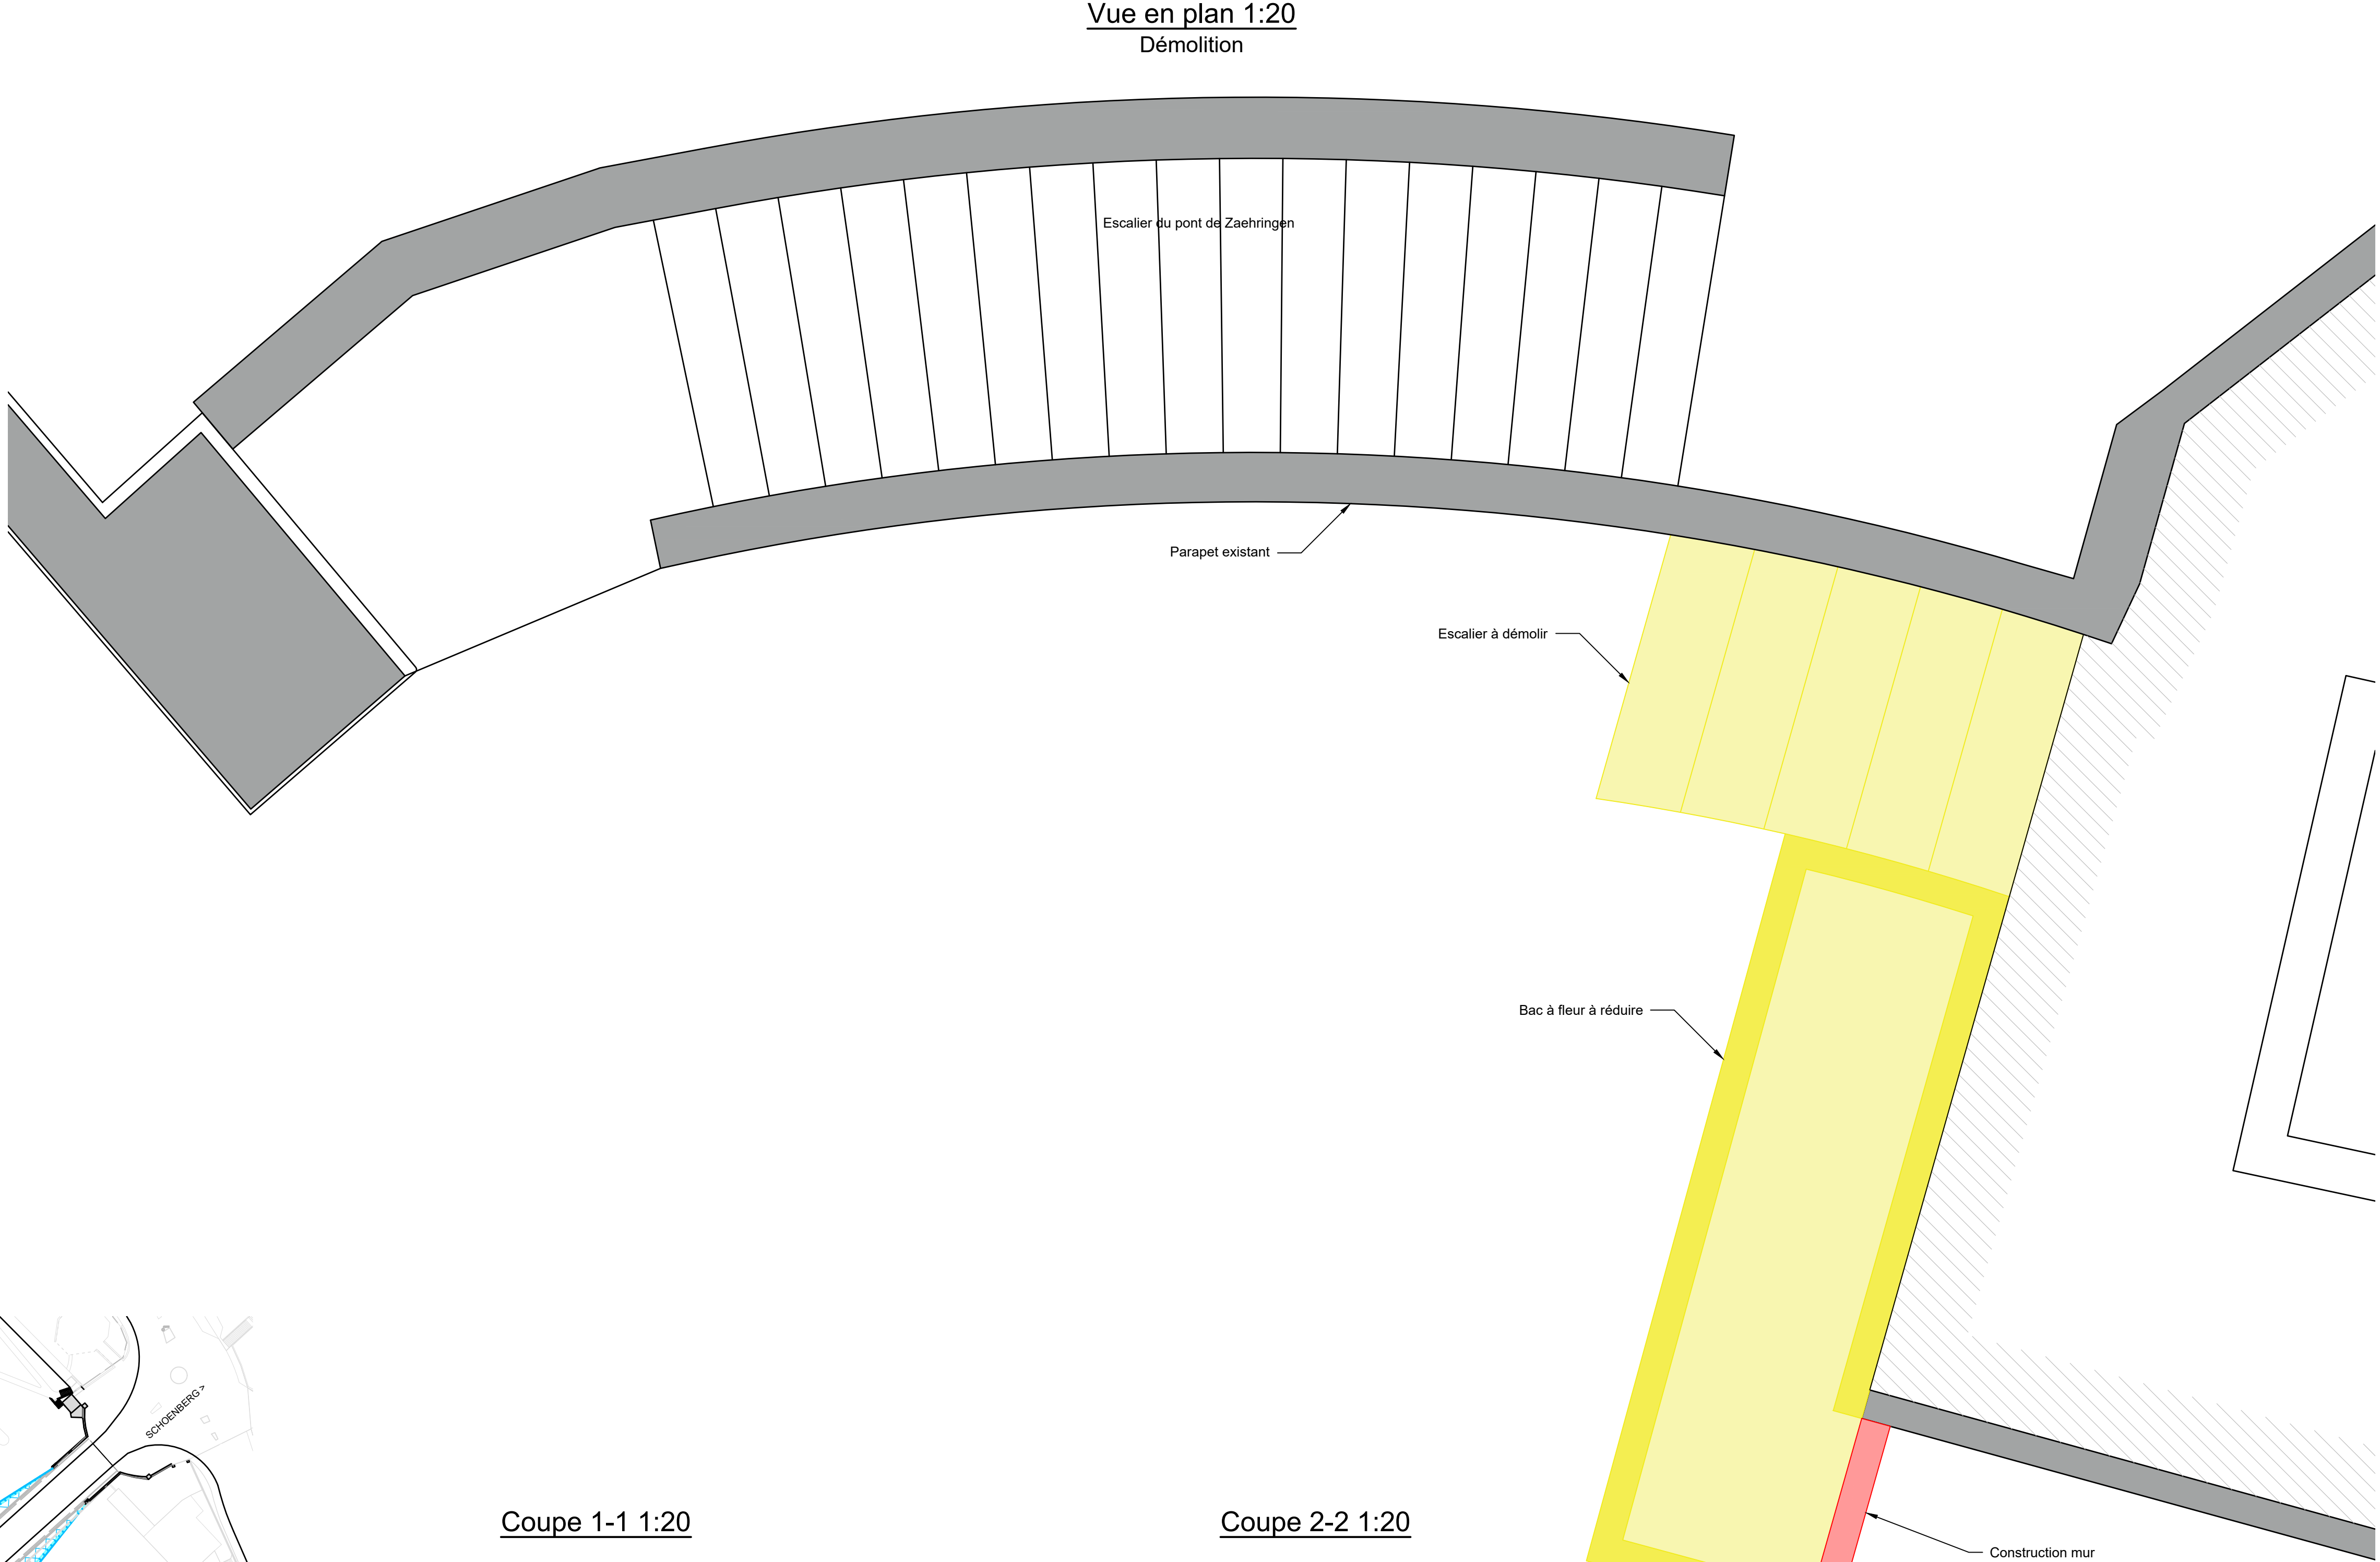 Vue en plan 1:20
Démolition
Escalier du pont de Zaehringen
Parapet existant
Escalier à démolir
Bac à fleur à réduire
SCHOENBERG >
Coupe 1-1 1:20
Coupe 2-2 1:20
Construction mur